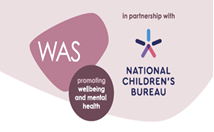 in partnership with
WAS
NATIONAL
CHILDREN'S
BUREAU
promoting
wellbeing
and mental
health